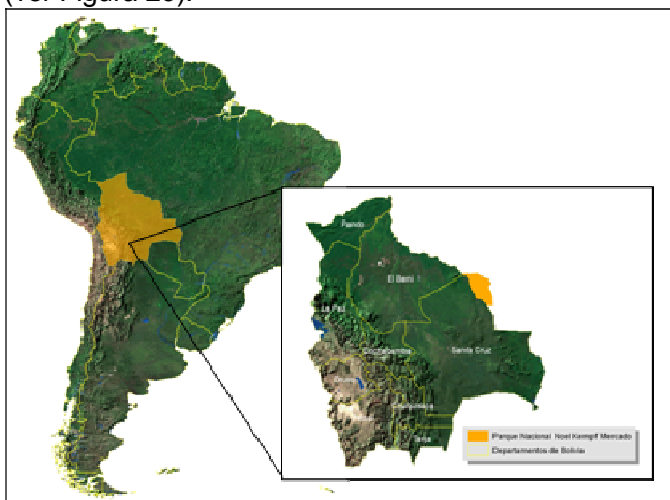 Pando
El Beni
La Paz
Cochabamba
Santa Cruz
Oruro
Chuquisaca
Tarija
Parque Nacional Noel Kempff Mercado
Departamentos de Bolivia